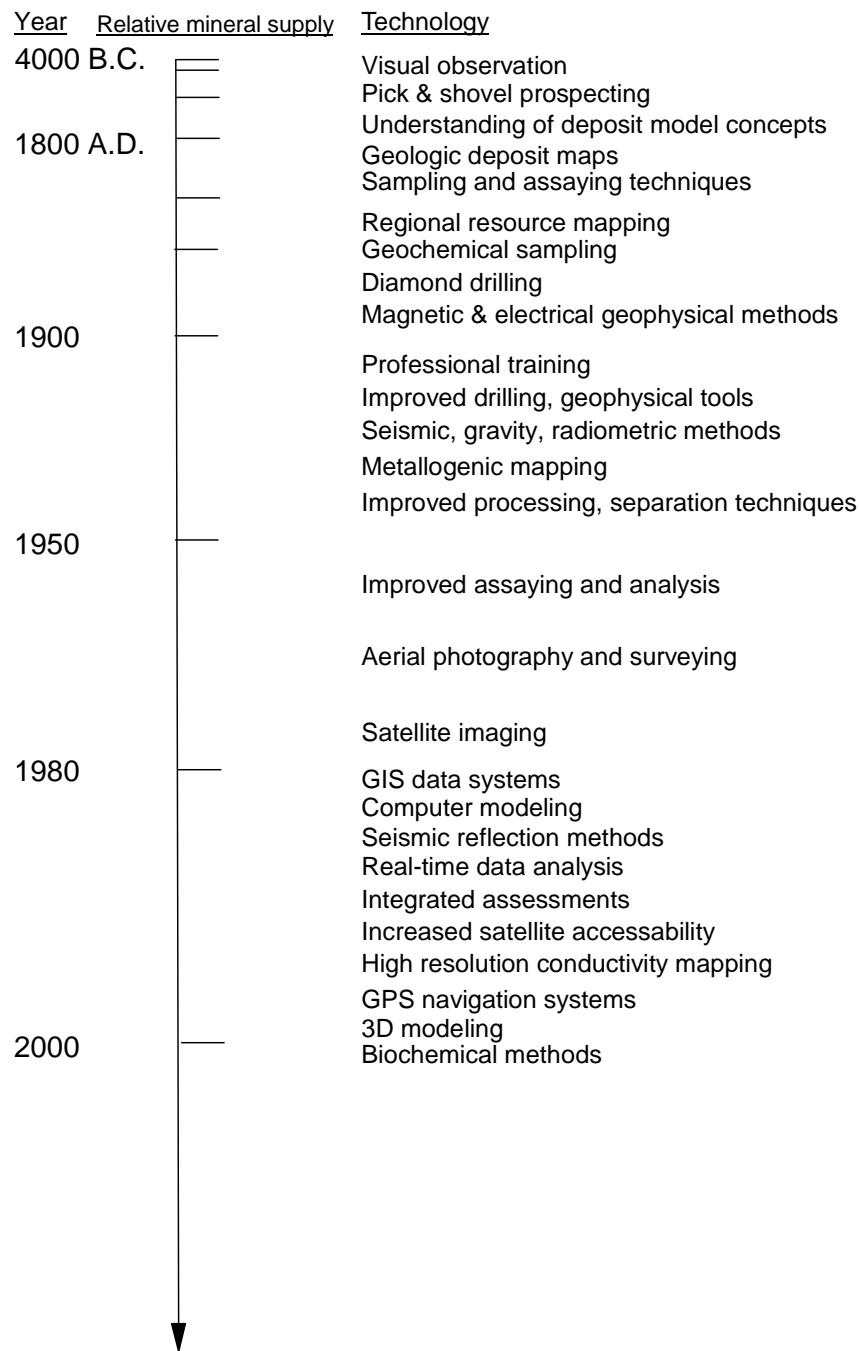 Year Relative mineral supply Technology
4000 B.C.
Visual observation
Pick & shovel prospecting
Understanding of deposit model concepts
1800 A.D.
Geologic deposit maps
Sampling and assaying techniques
Regional resource mapping
Geochemical sampling
Diamond drilling
Magnetic & electrical geophysical methods
1900
Professional training
Improved drilling, geophysical tools
Seismic, gravity, radiometric methods
Metallogenic mapping
Improved processing, separation techniques
1950
Improved assaying and analysis
Aerial photography and surveying
Satellite imaging
1980
GIS data systems
Computer modeling
Seismic reflection methods
Real-time data analysis
Integrated assessments
Increased satellite accessability
High resolution conductivity mapping
GPS navigation systems
3D modeling
2000
Biochemical methods